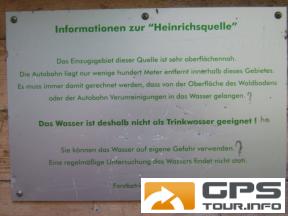 Informationen zur "Heinrichsquelle"
Das Einzugsgebiet dieser Quelle ist sehr oberflächennah.
Die Autobahn liegt nur wenige hundert Meter entfernt innerhalb dieses Gebietes.
Es muss immer damit gerechnet werden, dass von der Oberfläche des Waldbodens
oder der Autobahn Verunreinigungen in das Wasser gelangen. ?
Das Wasser ist deshalb nicht als Trinkwasser geeignet!
Sie können das Wasser auf eigene Gefahr verwenden. ?
Eine regelmäßige Untersuchung des Wassers findet nicht statt.
GPS
TOUR.INFO